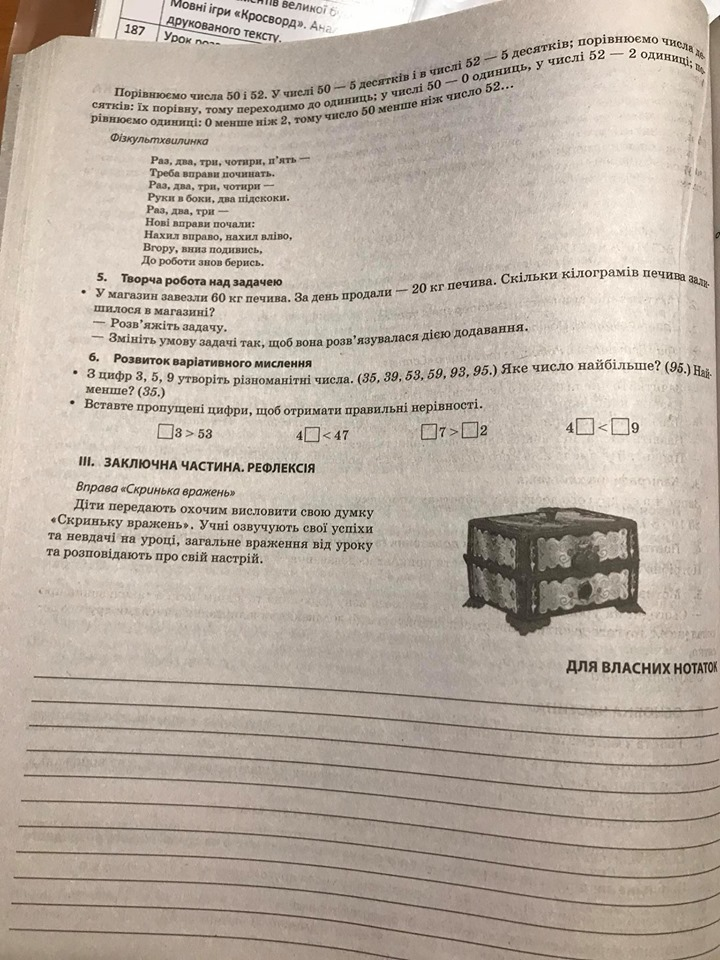 Мовні ігри «Кросворд».
друкованого тексту.
187
Урок
Порівнюємо числа 50 і 52. У числі 50 — 5 десятків і в числі 52 — 5 десятків; порівнюємо числа де-
сятків: їх порівну, тому переходимо до одиниць; у числі 50 — 0 одиниць, у числі 52 — 2 одиниці; по-
рівнюємо одиниці: 0 менше ніж 2, тому число 50 менше ніж число 52...
Фізкультхвилинка
Раз, два, три, чотири, п’ять —
Треба вправи починать.
Раз, два, три, чотири —
Руки в боки, два підскоки.
Раз, два, три —
Нові вправи почали:
Нахил вправо, нахил вліво,
Вгору, вниз подивись,
До роботи знов берись.
5. Творча робота над задачею
• У магазин завезли 60 кг печива. За день продали — 20 кг печива. Скільки кілограмів печива зали-
шилося в магазині?
— Розв’яжіть задачу.
— Змініть умову задачі так, щоб вона розв’язувалася дією додавання.
6. Розвиток варіативного мислення
• З цифр 3, 5, 9 утворіть різноманітні числа. (35, 39, 53, 59, 93, 95.) Яке число найбільше? (95.) Най-
менше? (35.)
• Вставте пропущені цифри, щоб отримати правильні нерівності.
□3 > 53 4□ < 47 □7 > □2 4□ < □9
III. ЗАКЛЮЧНА ЧАСТИНА. РЕФЛЕКСІЯ
Вправа «Скринька вражень»
Діти передають охочим висловити свою думку
«Скриньку вражень». Учні озвучують свої успіхи
та невдачі на уроці, загальне враження від уроку
та розповідають про свій настрій.
ДЛЯ ВЛАСНИХ НОТАТОК